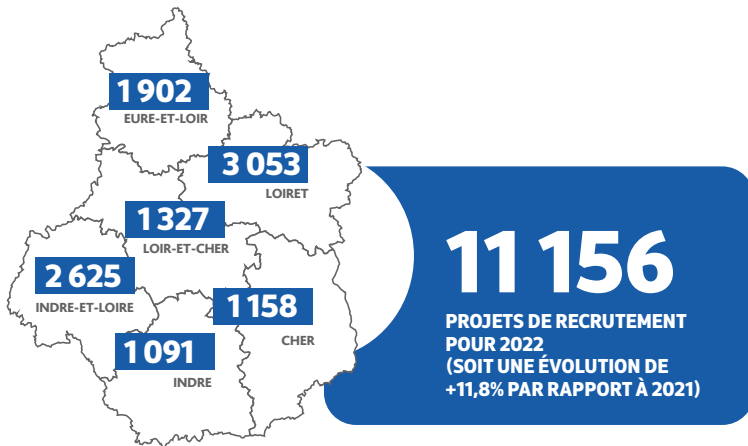 1 902
EURE-ET-LOIR
3 053
LOIRET
1 327
LOIR-ET-CHER
2 625
INDRE-ET-LOIRE
1 158
CHER
1 091
INDRE
11 156
PROJETS DE RECRUTEMENT
POUR 2022
(SOIT UNE ÉVOLUTION DE
+11,8% PAR RAPPORT À 2021)